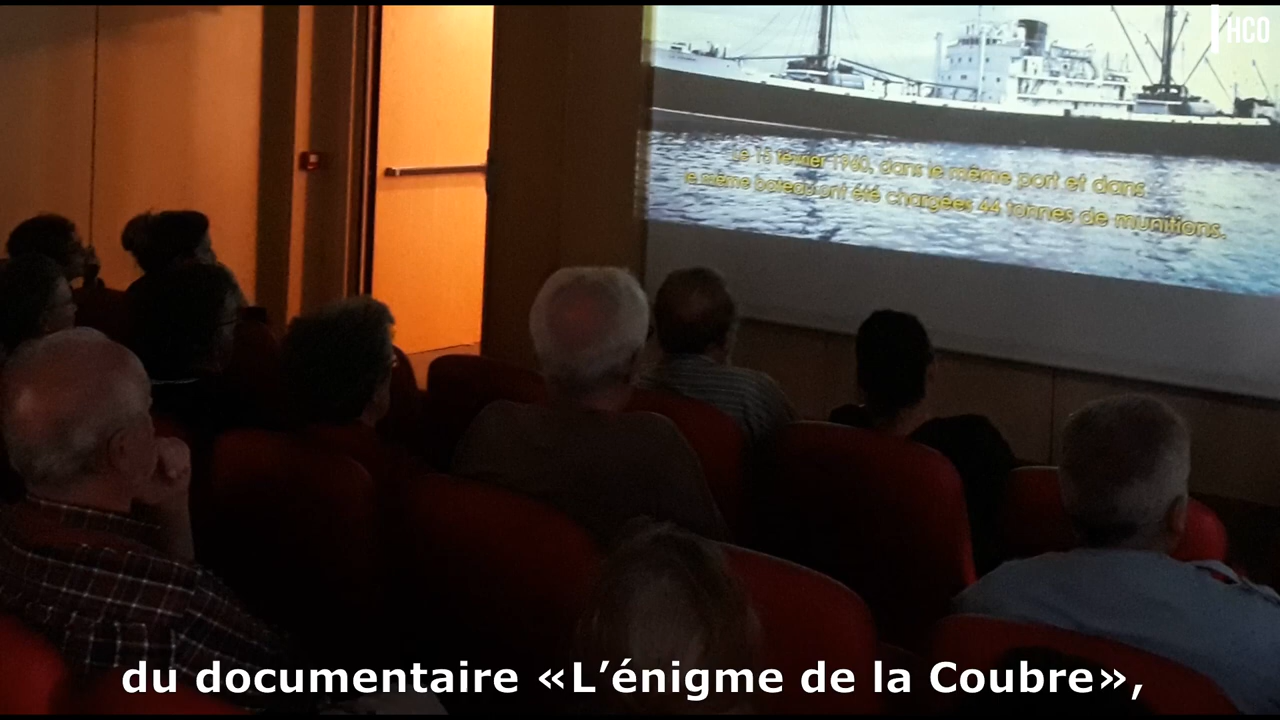 HCO
Le 15 février 1960, dans le même port et dans
le même bateau ont été chargées 44 tonnes de munitions.
du documentaire «L’énigme de la Coubre»,